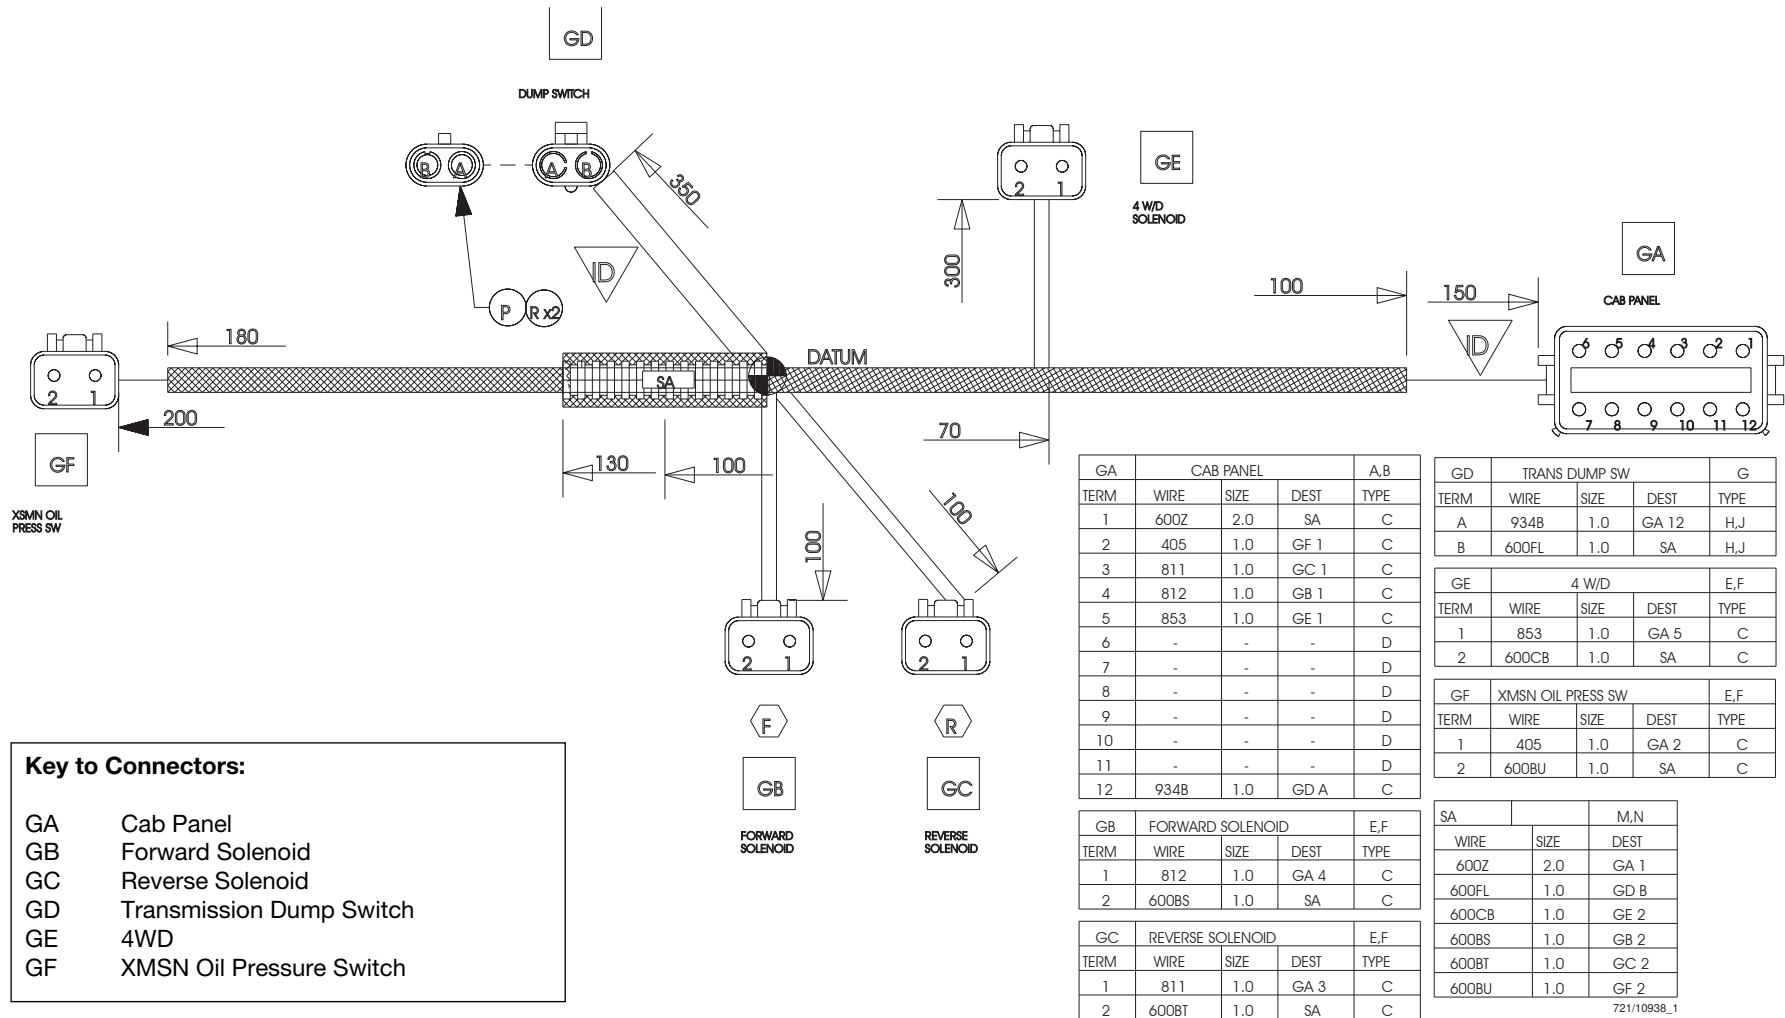 GD
DUMP SWITCH
B A
A B
350
GE
2 1
4 W/D
SOLENOID
GA
ID
P
R x2
300
100
150
CAB PANEL
180
DATUM
ID
6 5 4 3 2 1
SA
2 1
200
7 8 9 10 11 12
70
GF
130
100
XSMN OIL
PRESS SW
100
100
2 1
2 1
F
R
GB
GC
FORWARD
SOLENOID
REVERSE
SOLENOID
Key to Connectors:
GA Cab Panel
GB Forward Solenoid
GC Reverse Solenoid
GD Transmission Dump Switch
GE 4WD
GF XMSN Oil Pressure Switch
GA CAB PANEL A,B
TERM WIRE SIZE DEST TYPE
1 600Z 2.0 SA C
2 405 1.0 GF 1 C
3 811 1.0 GC 1 C
4 812 1.0 GB 1 C
5 853 1.0 GE 1 C
6 - - - D
7 - - - D
8 - - - D
9 - - - D
10 - - - D
11 - - - D
12 934B 1.0 GD A C
GB FORWARD SOLENOID E,F
TERM WIRE SIZE DEST TYPE
1 812 1.0 GA 4 C
2 600BS 1.0 SA C
GC REVERSE SOLENOID E,F
TERM WIRE SIZE DEST TYPE
1 811 1.0 GA 3 C
2 600BT 1.0 SA C
GD TRANS DUMP SW G
TERM WIRE SIZE DEST TYPE
A 934B 1.0 GA 12 H,J
B 600FL 1.0 SA H,J
GE 4 W/D E,F
TERM WIRE SIZE DEST TYPE
1 853 1.0 GA 5 C
2 600CB 1.0 SA C
GF XMSN OIL PRESS SW E,F
TERM WIRE SIZE DEST TYPE
1 405 1.0 GA 2 C
2 600BU 1.0 SA C
SA M,N
WIRE SIZE DEST
600Z 2.0 GA 1
600FL 1.0 GD B
600CB 1.0 GE 2
600BS 1.0 GB 2
600BT 1.0 GC 2
600BU 1.0 GF 2
721/10938_1